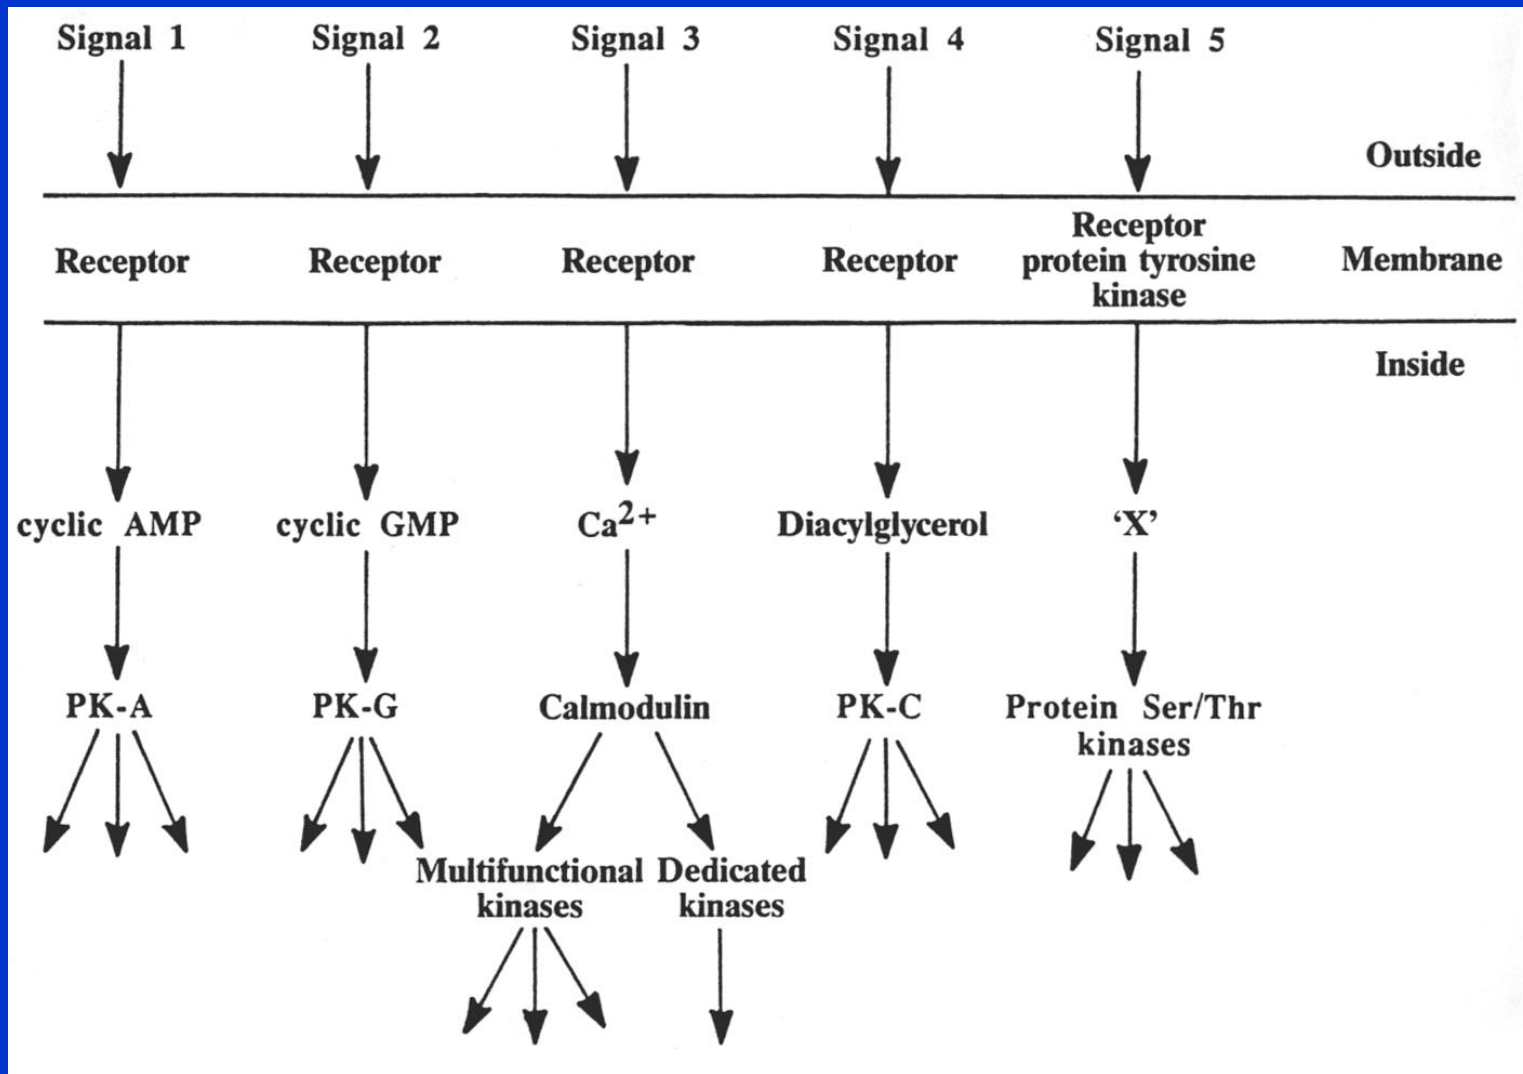 Signal 1 Signal 2 Signal 3 Signal 4 Signal 5
Outside
Receptor Receptor Receptor Receptor Receptor
protein tyrosine
kinase
Membrane
Inside
cyclic AMP cyclic GMP Ca2+ Diacylglycerol ‘X’
PK-A PK-G Calmodulin PK-C Protein Ser/Thr
kinases
Multifunctional
kinases
Dedicated
kinases